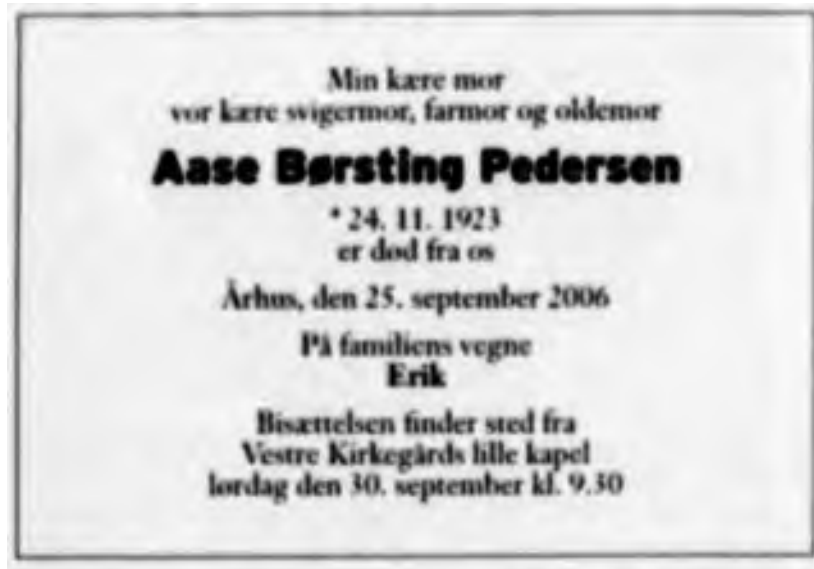 Min kære mor
vor kære svigermor, farmor og oldemor
Aase Børsting Pedersen
* 24. 11. 1923
er død fra os
Århus, den 25. september 2006
På familiens vegne
Erik
Bisættelsen finder sted fra
Vestre Kirkegårds lille kapel
lørdag den 30. september kl. 9.30